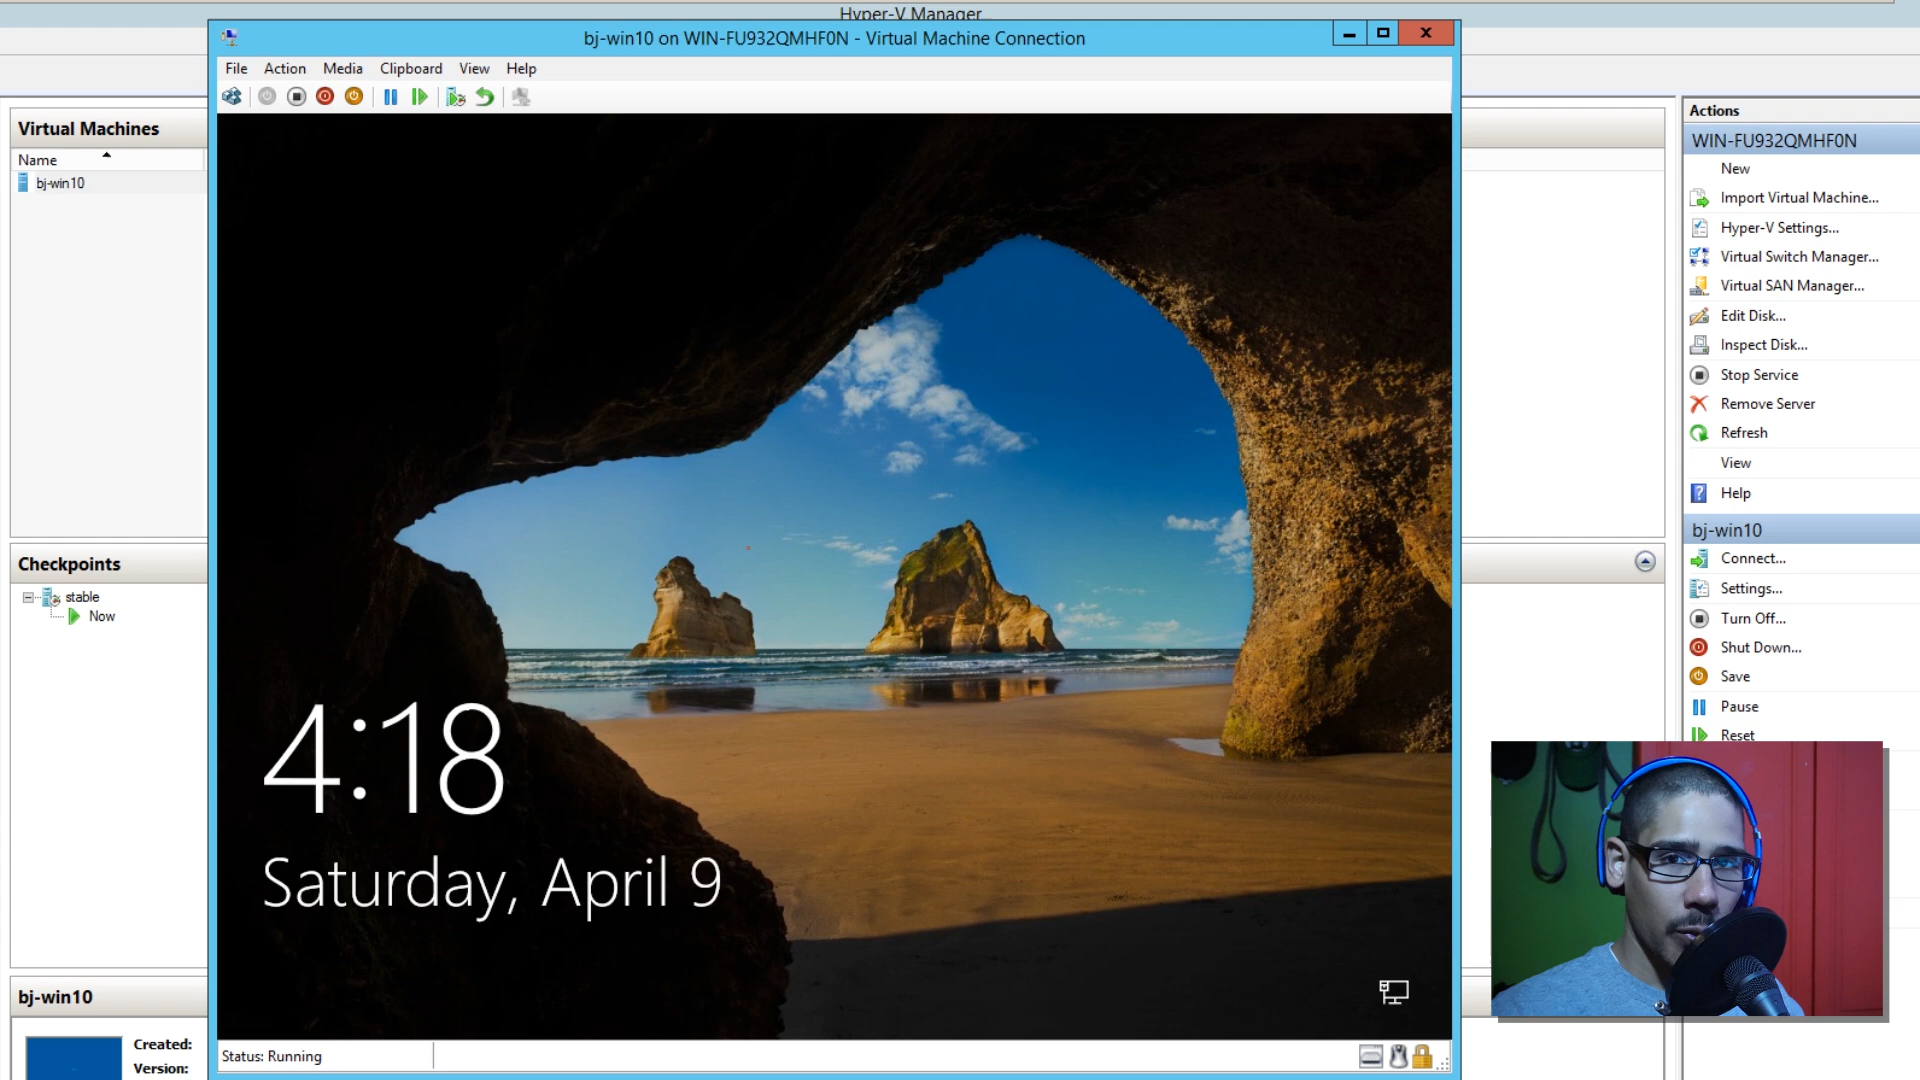 Hyper-V Manager
bj-win10 on WIN-FU932QMHF0N - Virtual Machine Connection
File Action Media Clipboard View Help
Virtual Machines
Name
bj-win10
Checkpoints
stable
Now
bj-win10
Created:
Version:
4:18
Saturday, April 9
Status: Running
Actions
WIN-FU932QMHF0N
New
Import Virtual Machine...
Hyper-V Settings...
Virtual Switch Manager...
Virtual SAN Manager...
Edit Disk...
Inspect Disk...
Stop Service
Remove Server
Refresh
View
Help
bj-win10
Connect...
Settings...
Turn Off...
Shut Down...
Save
Pause
Reset